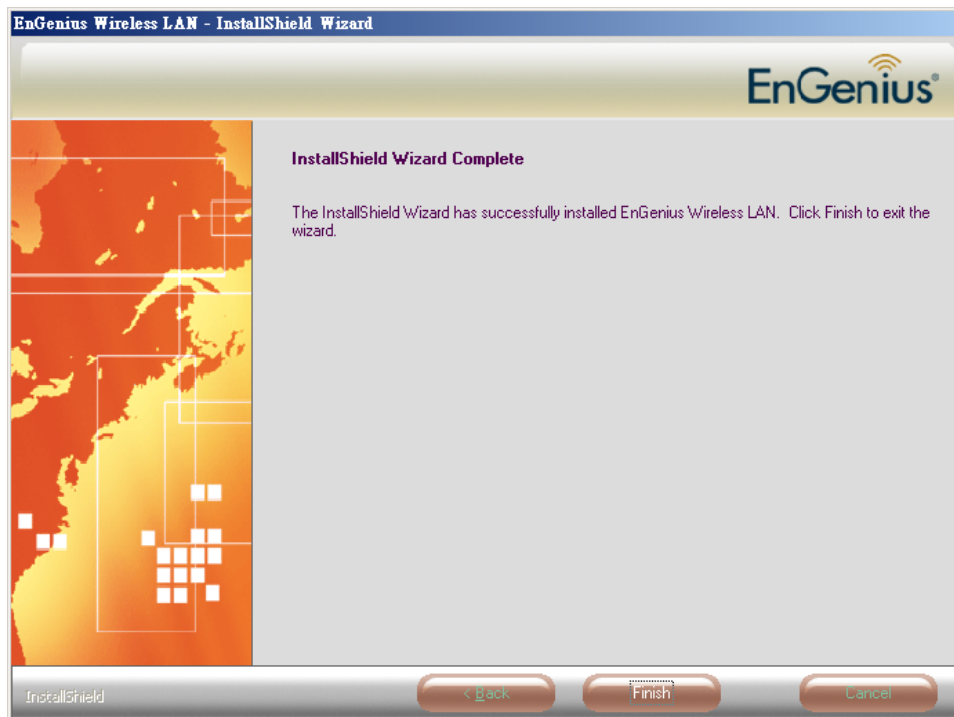 EnGenius Wireless LAN - InstallShield Wizard
EnGenius®
InstallShield Wizard Complete
The InstallShield Wizard has successfully installed EnGenius Wireless LAN. Click Finish to exit the
wizard.
InstallShield
< Back
Finish
Cancel